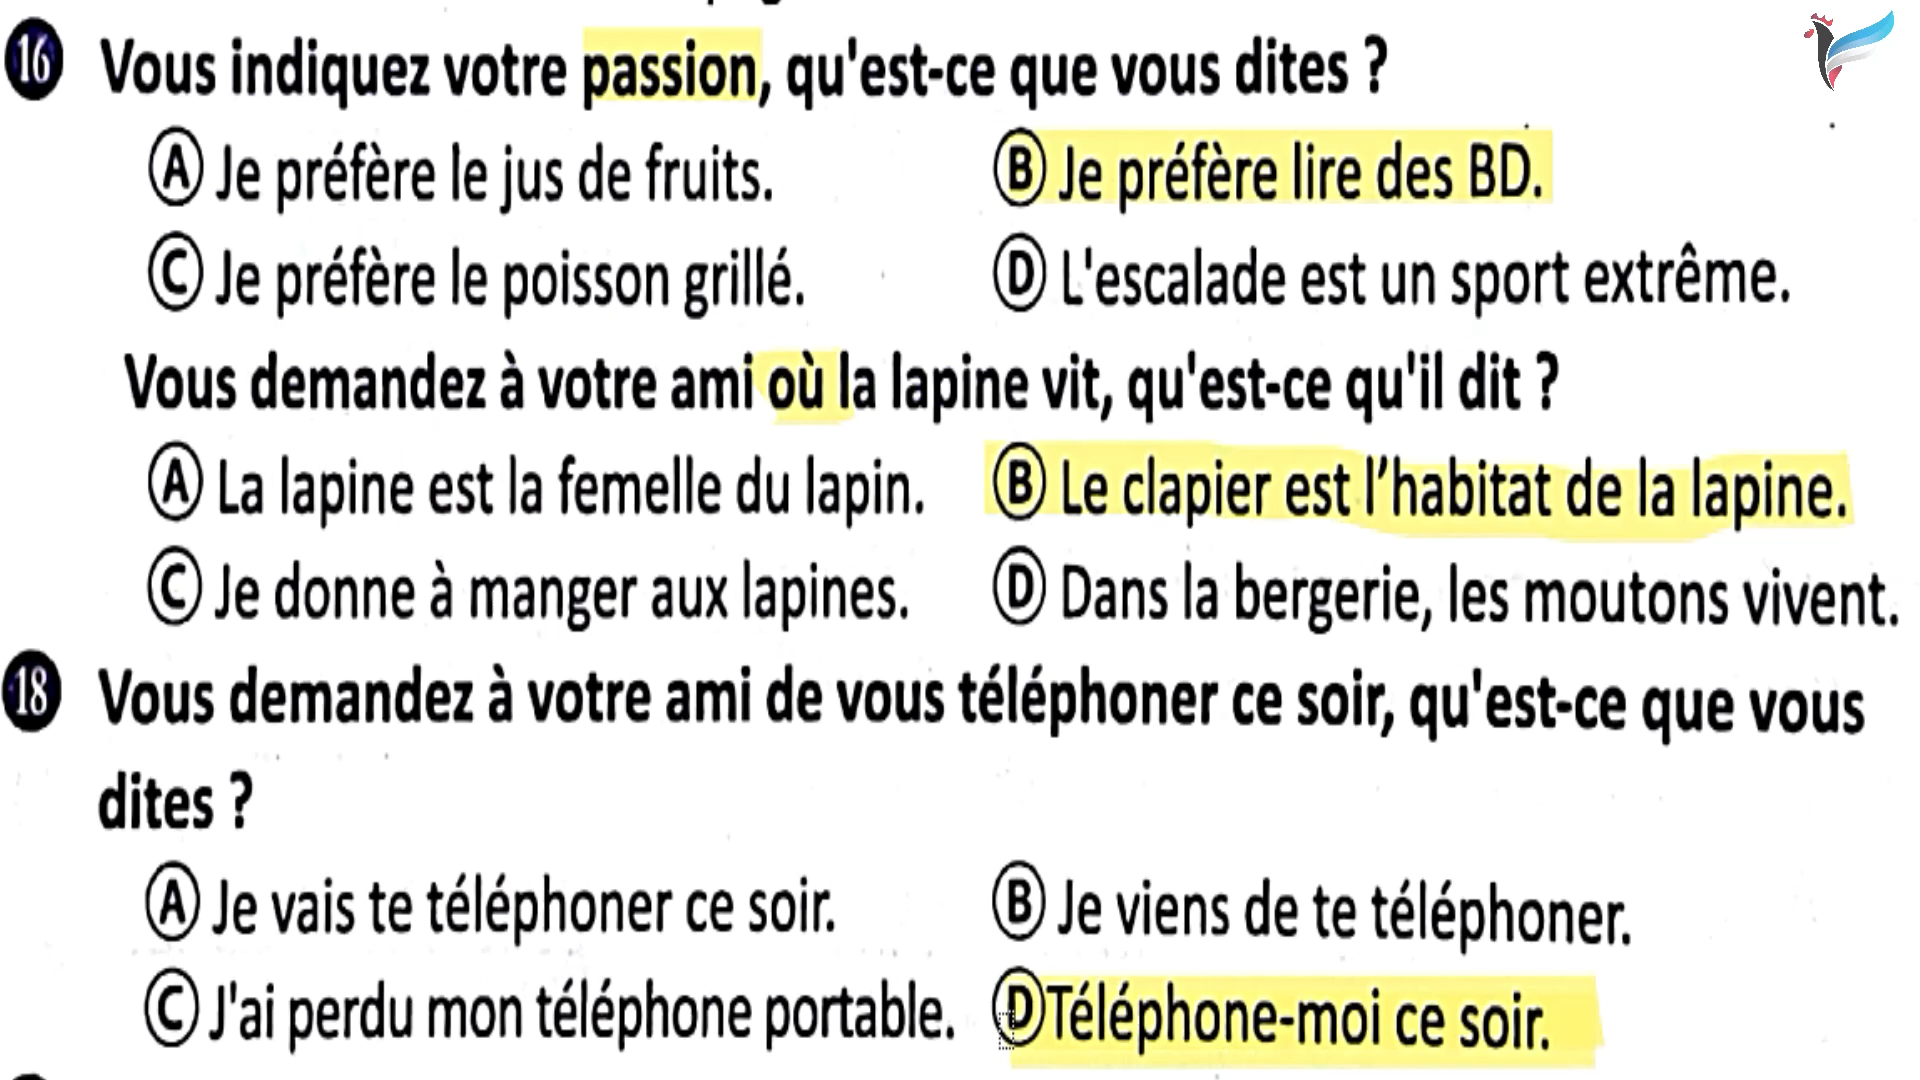 16 Vous indiquez votre passion, qu'est-ce que vous dites ?
A Je préfère le jus de fruits. B Je préfère lire des BD.
C Je préfère le poisson grillé. D L'escalade est un sport extrême.
Vous demandez à votre ami où la lapine vit, qu'est-ce qu'il dit ?
A La lapine est la femelle du lapin. B Le clapier est l’habitat de la lapine.
C Je donne à manger aux lapines. D Dans la bergerie, les moutons vivent.
18 Vous demandez à votre ami de vous téléphoner ce soir, qu'est-ce que vous
dites ?
A Je vais te téléphoner ce soir. B Je viens de te téléphoner.
C J'ai perdu mon téléphone portable. D Téléphone-moi ce soir.